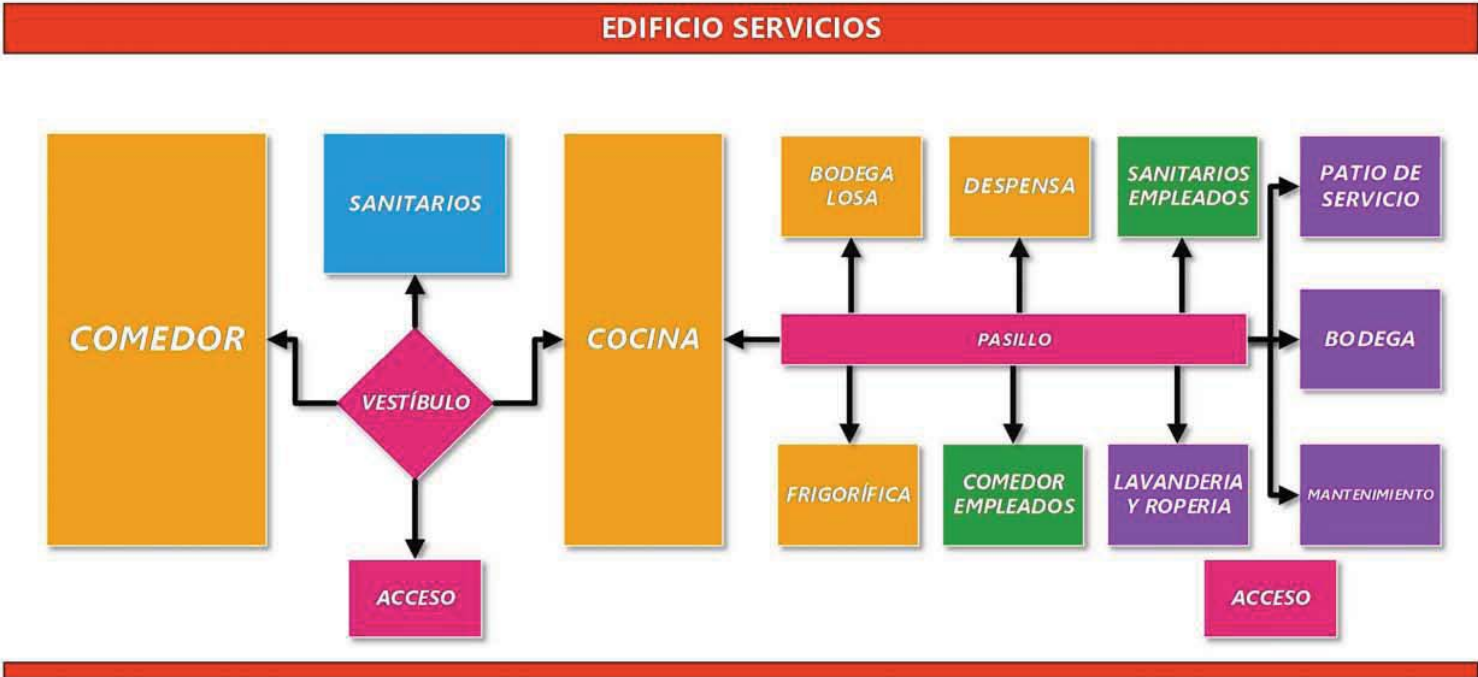 EDIFICIO SERVICIOS
COMEDOR
SANITARIOS
VESTÍBULO
ACCESO
COCINA
BODEGA
LOSA
DESPENSA
SANITARIOS
EMPLEADOS
PATIO DE
SERVICIO
PASILLO
BODEGA
FRIGORÍFICA
COMEDOR
EMPLEADOS
LAVANDERIA
Y ROPERIA
MANTENIMIENTO
ACCESO